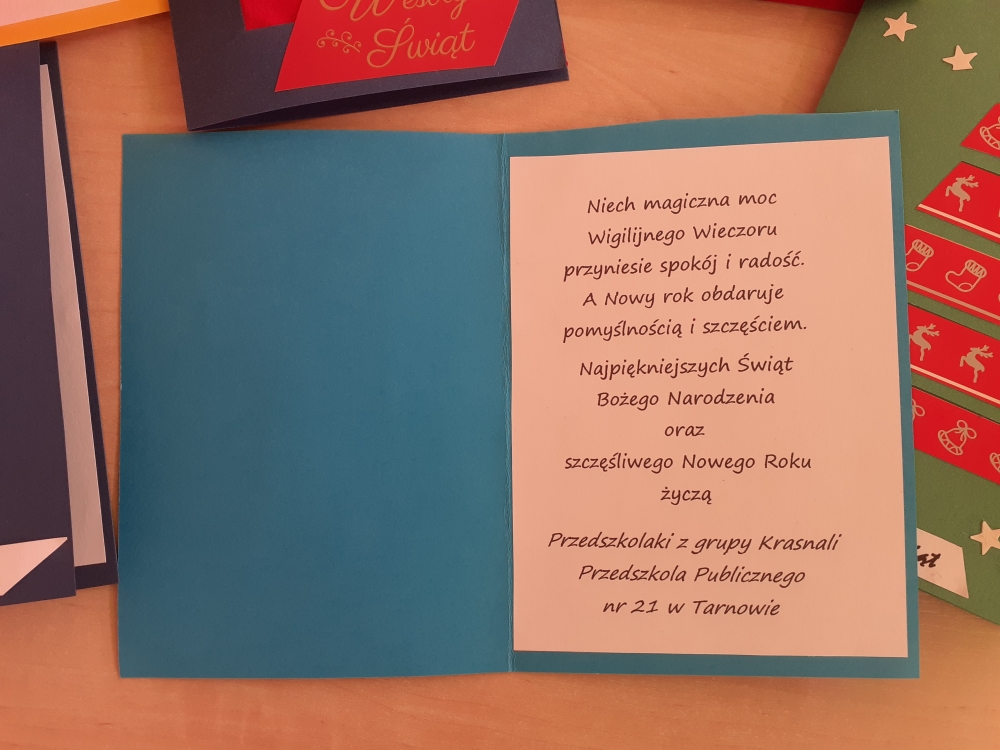 Wesołych
Świąt
Niech magiczna moc
Wigilijnego Wieczoru
przyniesie spokój i radość.
A Nowy rok obdaruje
pomyślnością i szczęściem.
Najpiękniejszych Świąt
Bożego Narodzenia
oraz
szczęśliwego Nowego Roku
życzą
Przedszkolaki z grupy Krasnali
Przedszkola Publicznego
nr 21 w Tarnowie